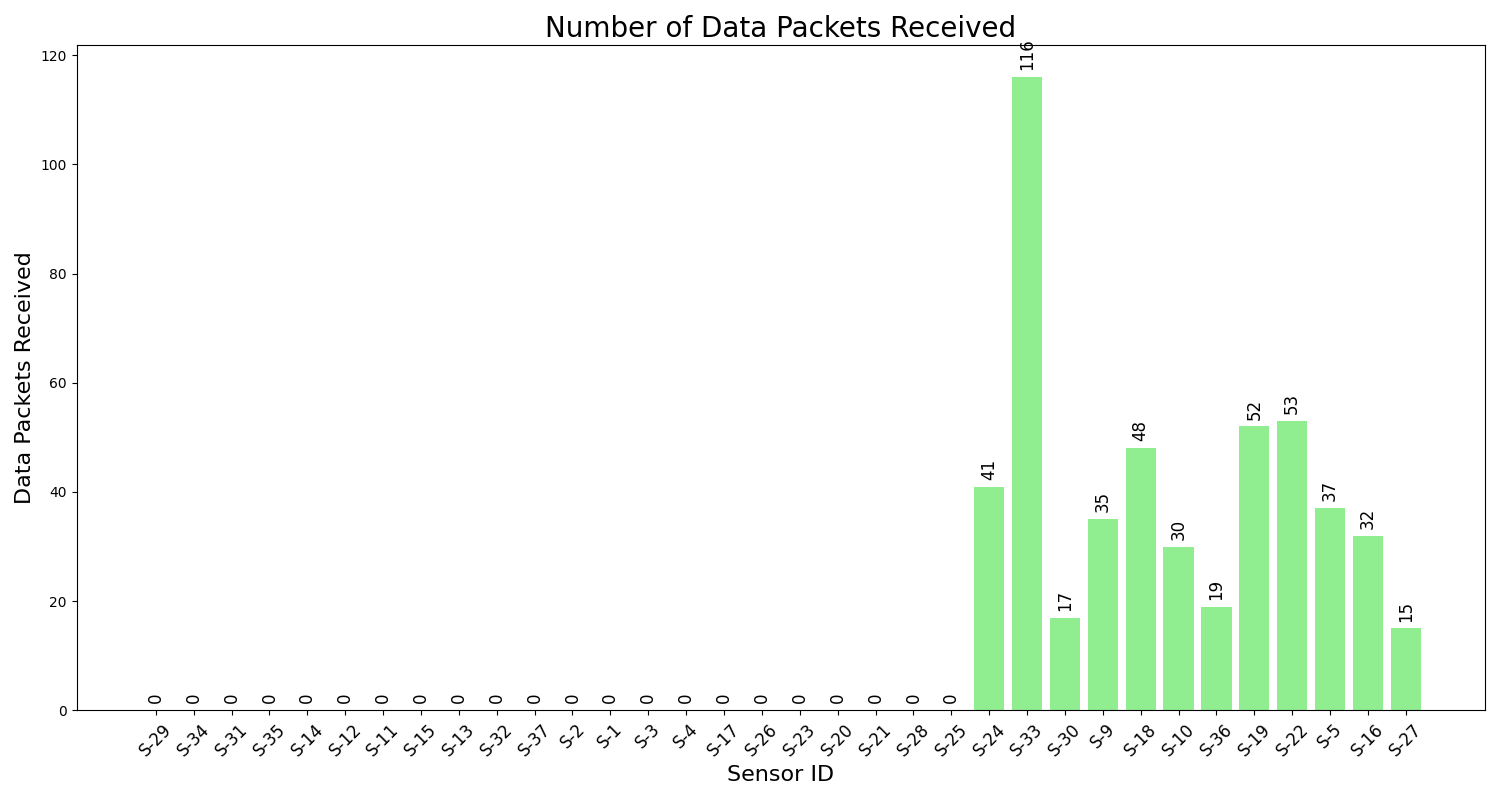 Number of Data Packets Received
Data Packets Received
120
100
80
60
40
20
0
0 0 0 0 0 0 0 0 0 0 0 0 0 0 0 0 0 0 0 0 0 0 41 116 17 35 48 30 19 52 53 37 32 15
S-29 S-34 S-31 S-35 S-14 S-12 S-11 S-15 S-13 S-32 S-37 S-2 S-1 S-3 S-4 S-17 S-26 S-23 S-20 S-21 S-28 S-25 S-24 S-33 S-30 S-9 S-18 S-10 S-36 S-19 S-22 S-5 S-16 S-27
Sensor ID